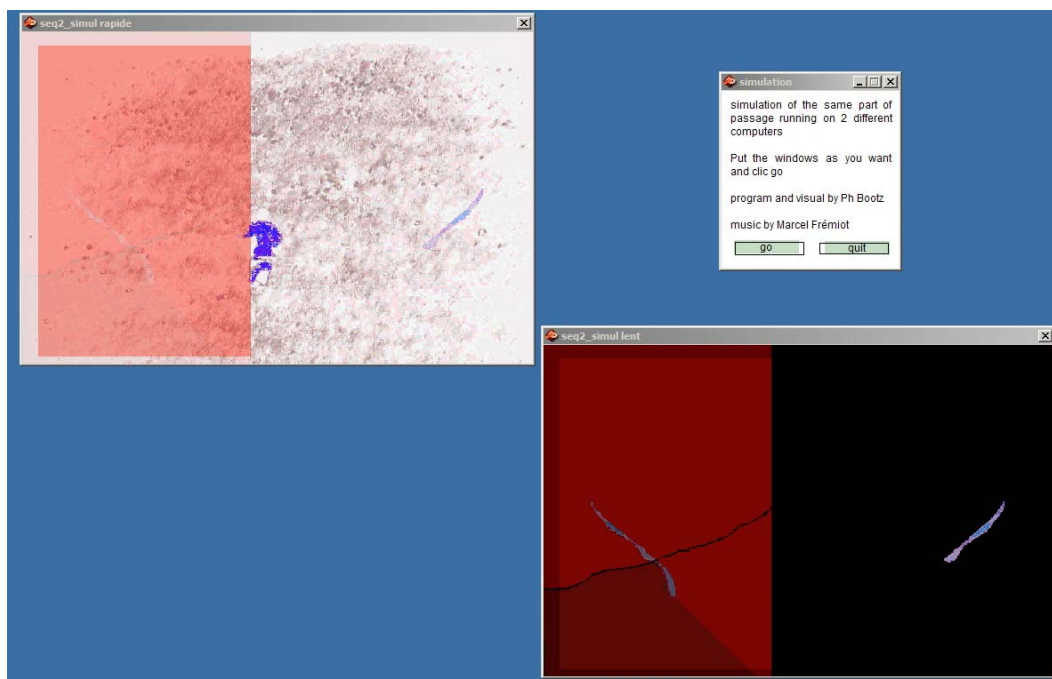 seq2_simul rapide
simulation
simulation of the same part of
passage running on 2 different
computers
Put the windows as you want
and clic go
program and visual by Ph Bootz
music by Marcel Frémiot
go
quit
seq2_simul lent